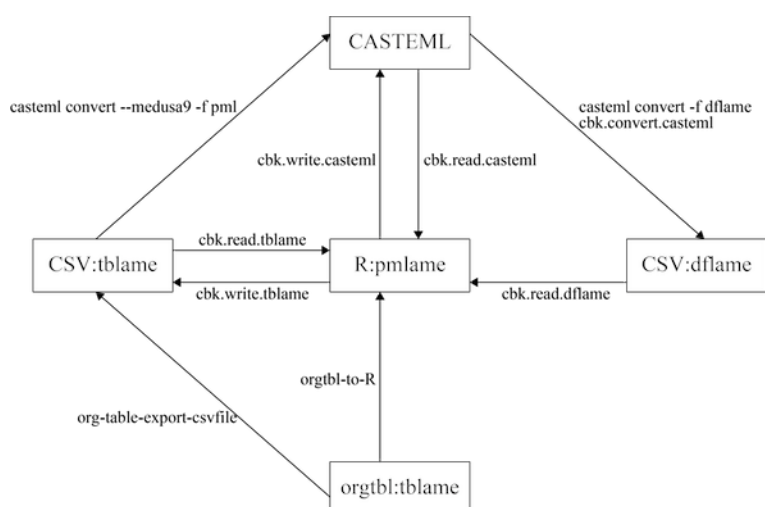 CASTEML
casteml convert --medusa9 -f pml
casteml convert -f dflame
cbk.convert.casteml
cbk.write.casteml
cbk.read.casteml
cbk.read.tblame
CSV:tblame
R:pmlame
CSV:dflame
cbk.write.tblame
cbk.read.dflame
orgtbl-to-R
org-table-export-csvfile
orgtbl:tblame